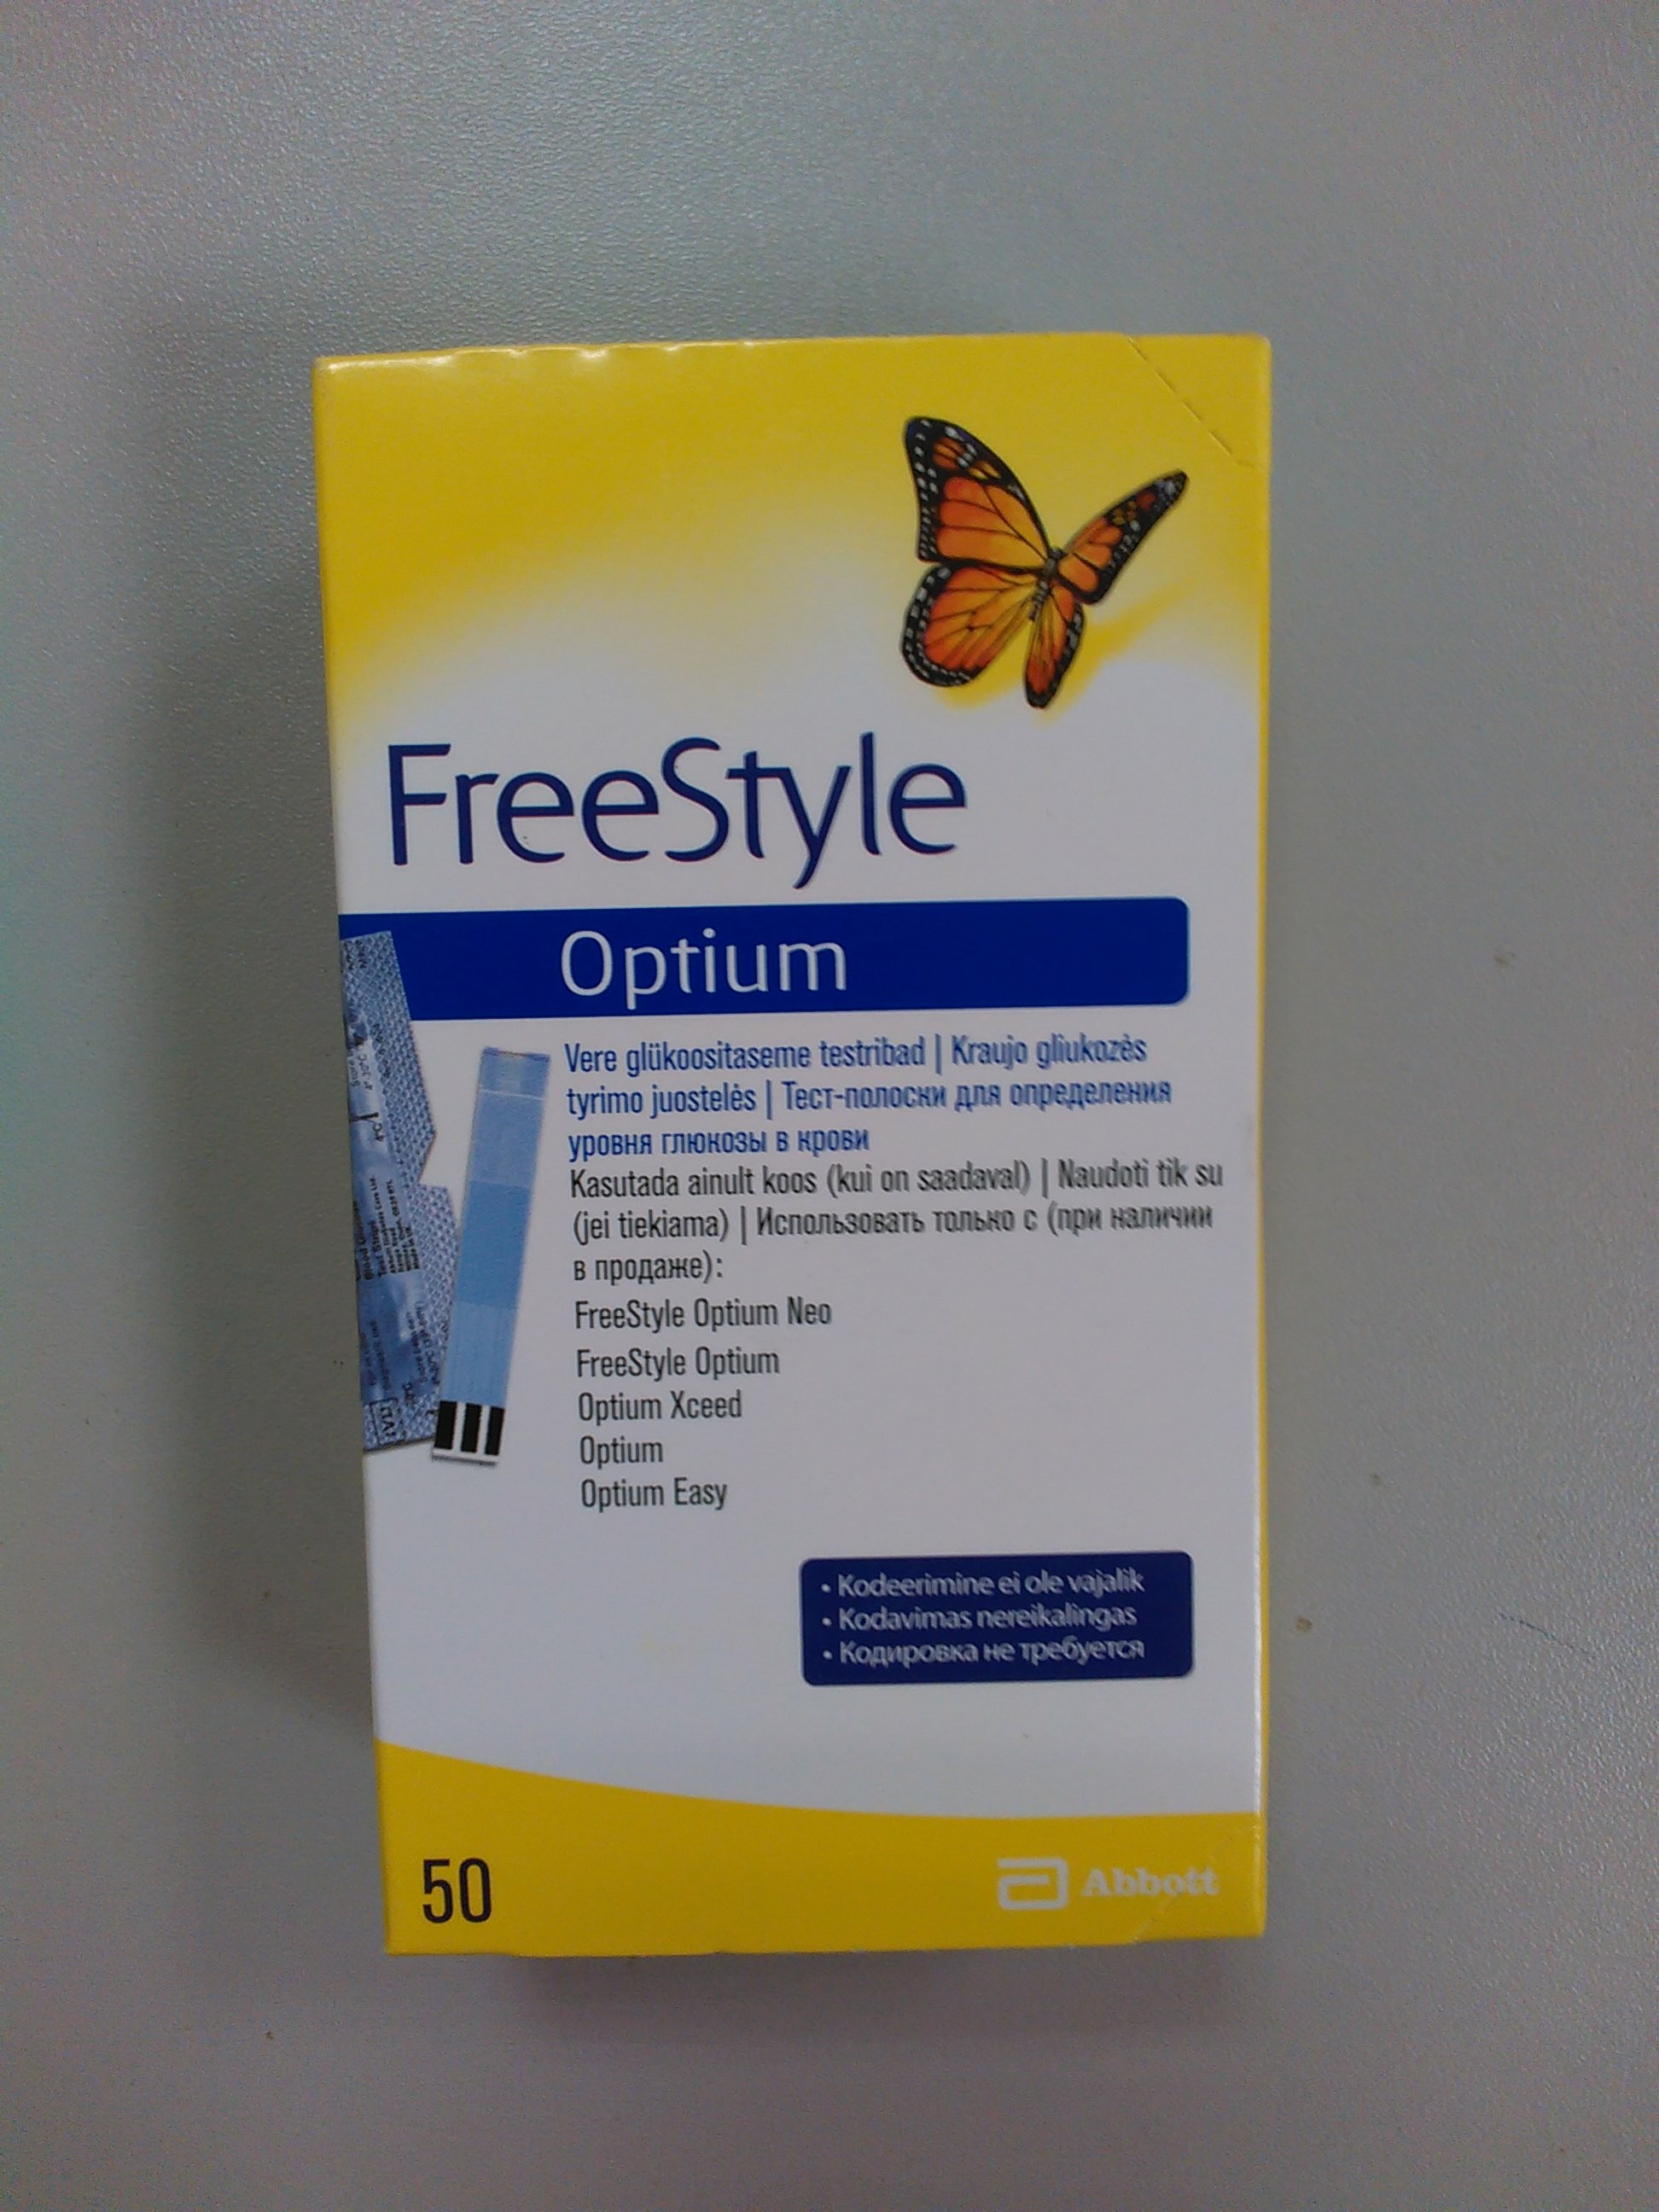 FreeStyle
Optium
Vere glükoositaseme testribad | Kraujo gliukozės
tyrimo juostelės | Тест-полоски для определения
уровня глюкозы в крови
Kasutada ainult koos (kui on saadaval) | Naudoti tik su
(jei tiekiama) | Использовать только с (при наличии
в продаже):
FreeStyle Optium Neo
FreeStyle Optium
Optium Xceed
Optium
Optium Easy
• Kodeerimine ei ole vajalik
• Kodavimas nereikalingas
• Кодировка не требуется
50
Abbott